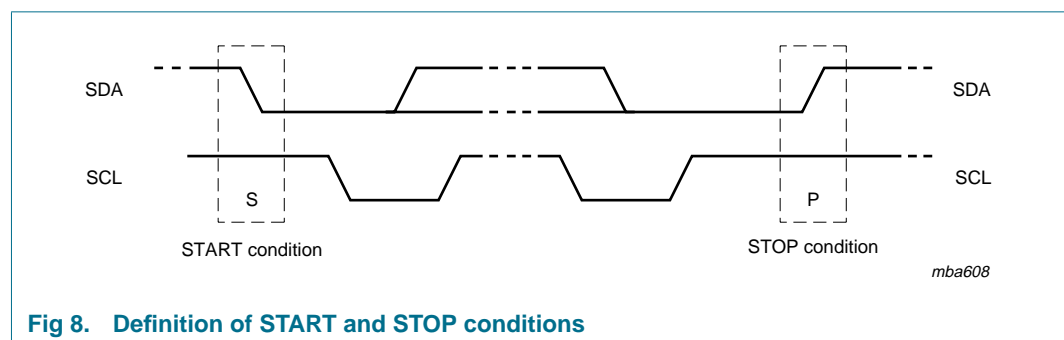 SDA
SDA
SCL
SCL
S
P
START condition
STOP condition
mba608
Fig 8. Definition of START and STOP conditions